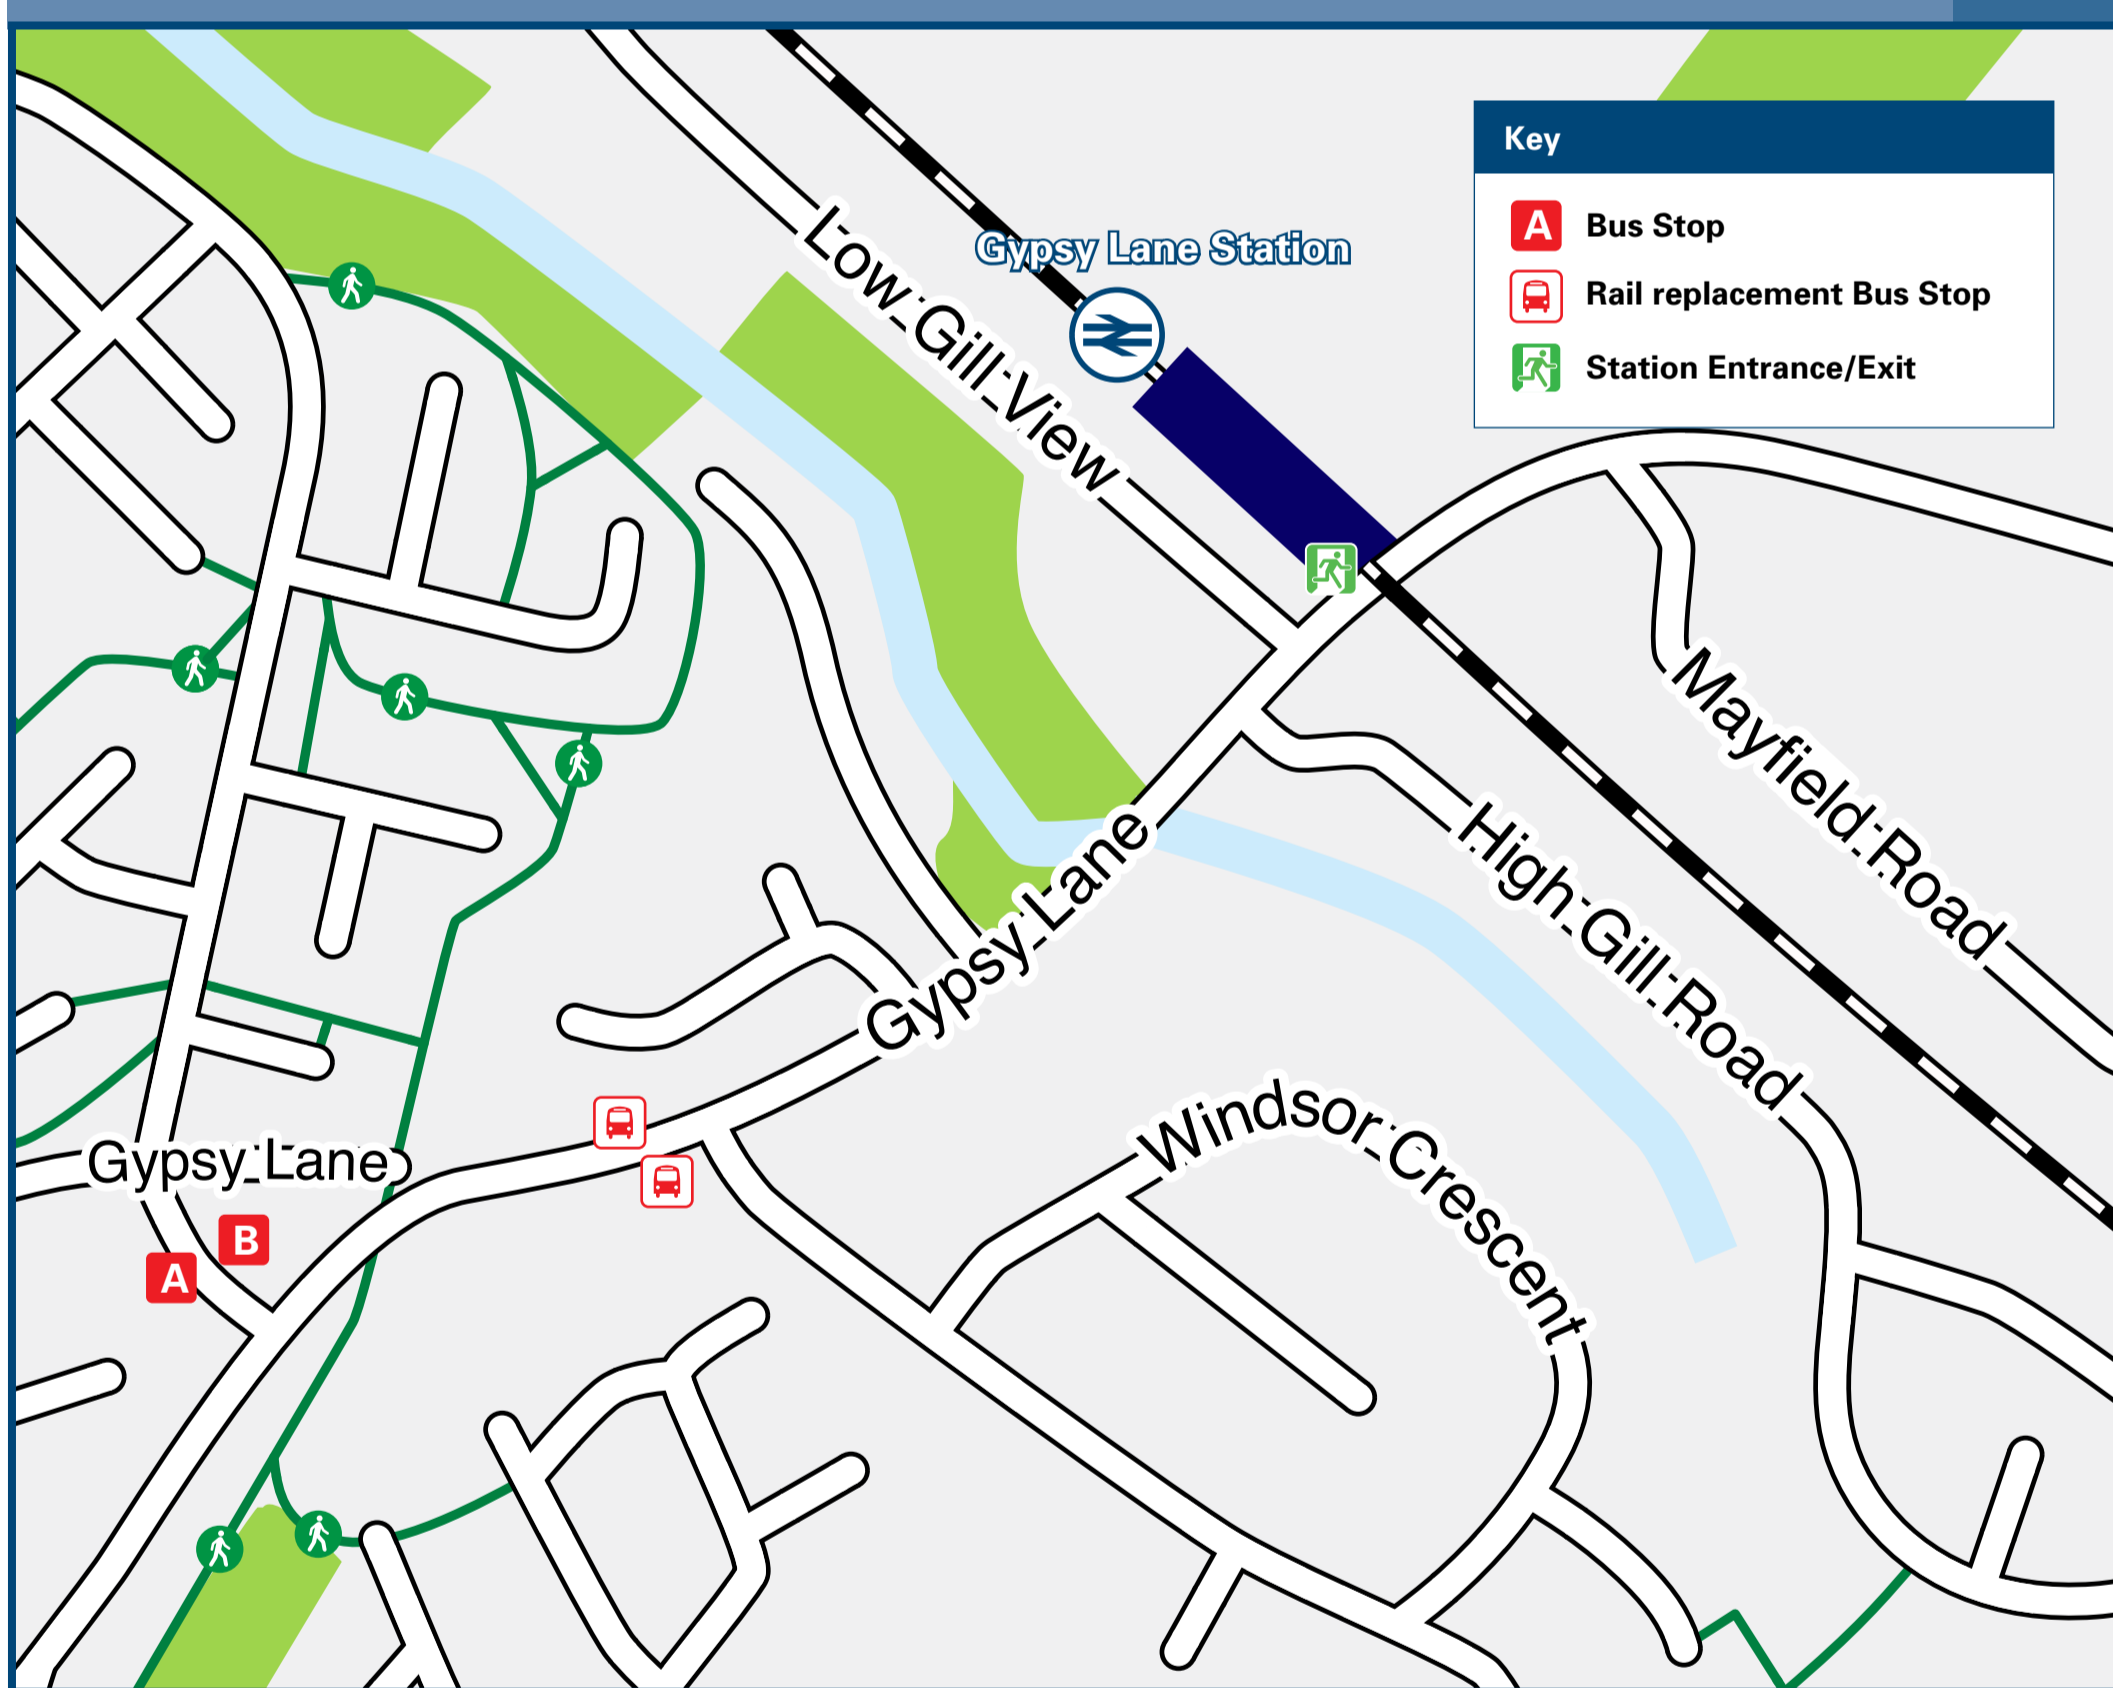 Key
A Bus Stop
Rail replacement Bus Stop
Station Entrance/Exit
Gypsy Lane Station
Low Gill View
Mayfield Road
High Gill Road
Gypsy Lane
Windsor Crescent
Gypsy Lane
B
A